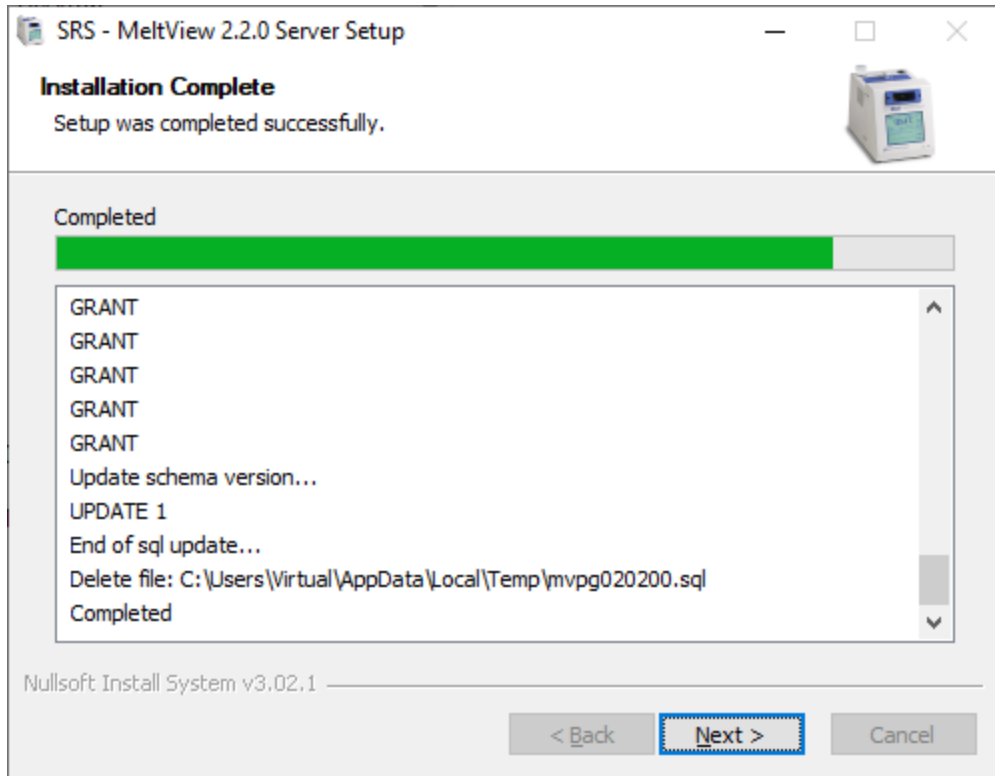 SRS - MeltView 2.2.0 Server Setup
Installation Complete
Setup was completed successfully.
Completed
GRANT
GRANT
GRANT
GRANT
GRANT
Update schema version...
UPDATE 1
End of sql update...
Delete file: C:\Users\Virtual\AppData\Local\Temp\mvpg020200.sql
Completed
Nullsoft Install System v3.02.1
< Back
Next >
Cancel